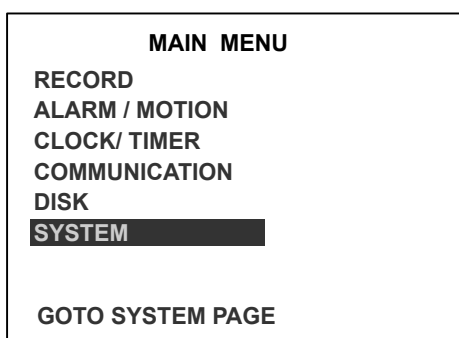 MAIN MENU
RECORD
ALARM / MOTION
CLOCK/ TIMER
COMMUNICATION
DISK
SYSTEM
GOTO SYSTEM PAGE